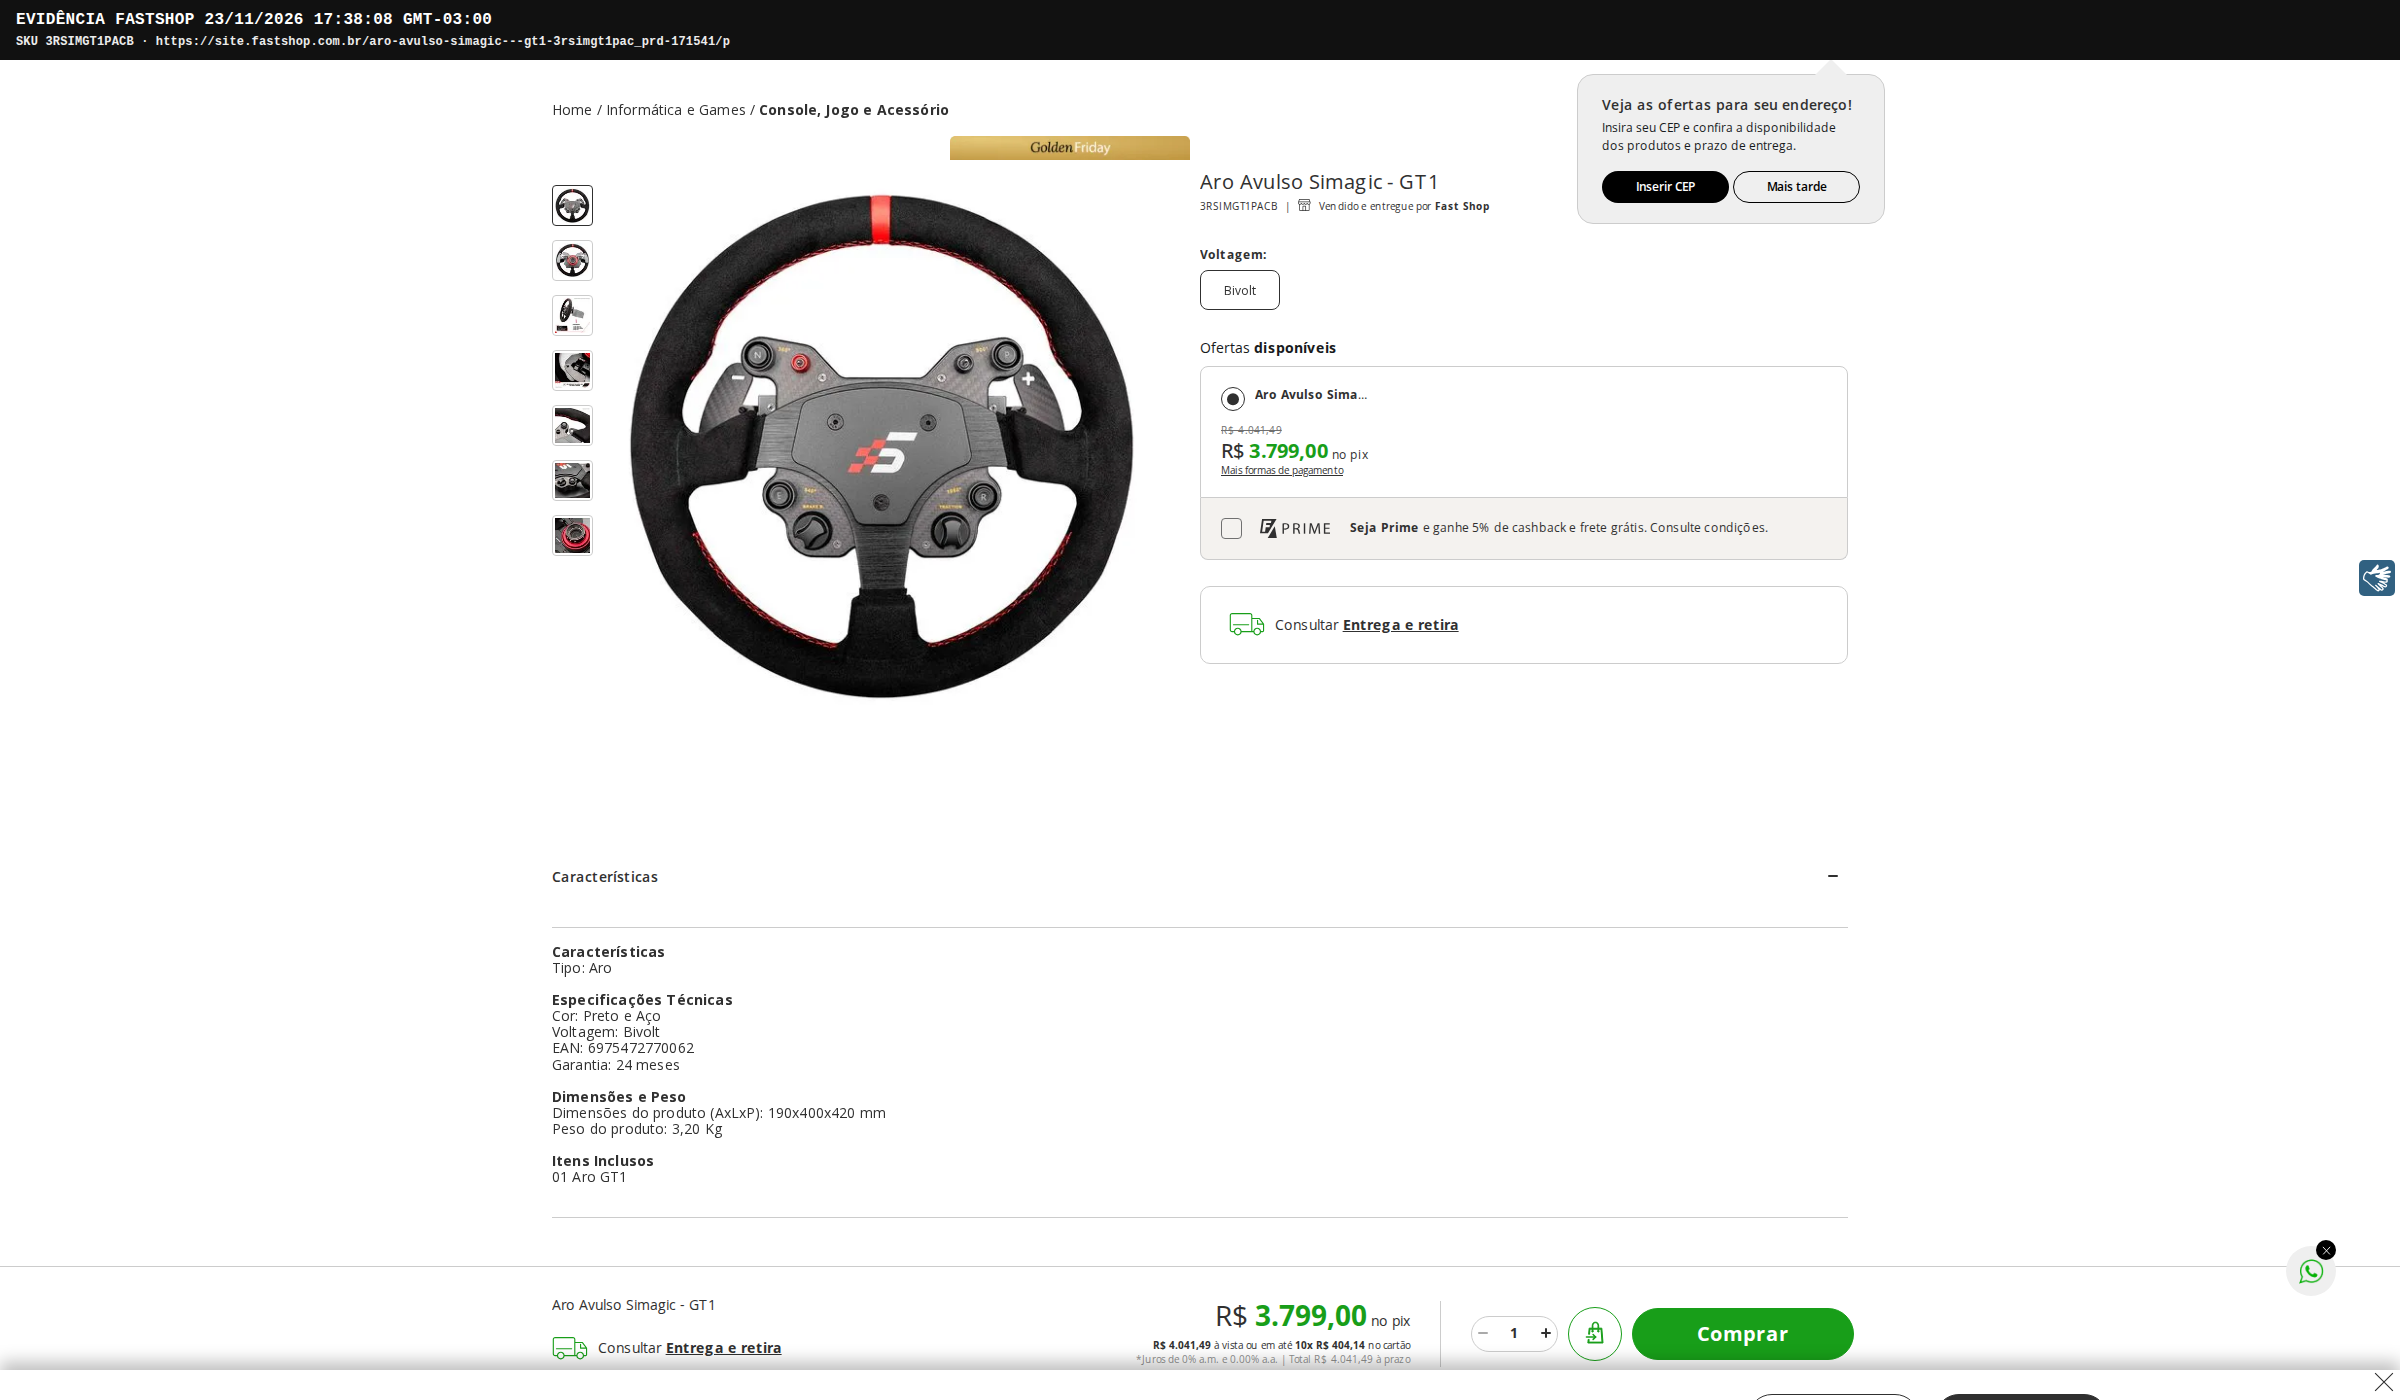 EVIDÊNCIA FASTSHOP 23/11/2026 17:38:08 GMT-03:00
SKU 3RSIMGT1PACB · https://site.fastshop.com.br/aro-avulso-simagic---gt1-3rsimgt1pac_prd-171541/p
Veja as ofertas para seu endereço!
Insira seu CEP e confira a disponibilidade
dos produtos e prazo de entrega.
Inserir CEP
Mais tarde
Home / Informática e Games / Console, Jogo e Acessório
Golden Friday
Aro Avulso Simagic - GT1
3RSIMGT1PACB | Vendido e entregue por Fast Shop
Voltagem:
Bivolt
Ofertas disponíveis
Aro Avulso Sima...
R$ 4.041,49
R$ 3.799,00 no pix
Mais formas de pagamento
PRIME Seja Prime e ganhe 5% de cashback e frete grátis. Consulte condições.
Consultar Entrega e retira
N
P
E
R
Características
Características
Tipo: Aro
Especificações Técnicas
Cor: Preto e Aço
Voltagem: Bivolt
EAN: 6975472770062
Garantia: 24 meses
Dimensões e Peso
Dimensões do produto (AxLxP): 190x400x420 mm
Peso do produto: 3,20 Kg
Itens Inclusos
01 Aro GT1
Aro Avulso Simagic - GT1
Consultar Entrega e retira
R$ 3.799,00 no pix
R$ 4.041,49 à vista ou em até 10x R$ 404,14 no cartão
*Juros de 0% a.m. e 0.00% a.a. | Total R$ 4.041,49 à prazo
1
Comprar